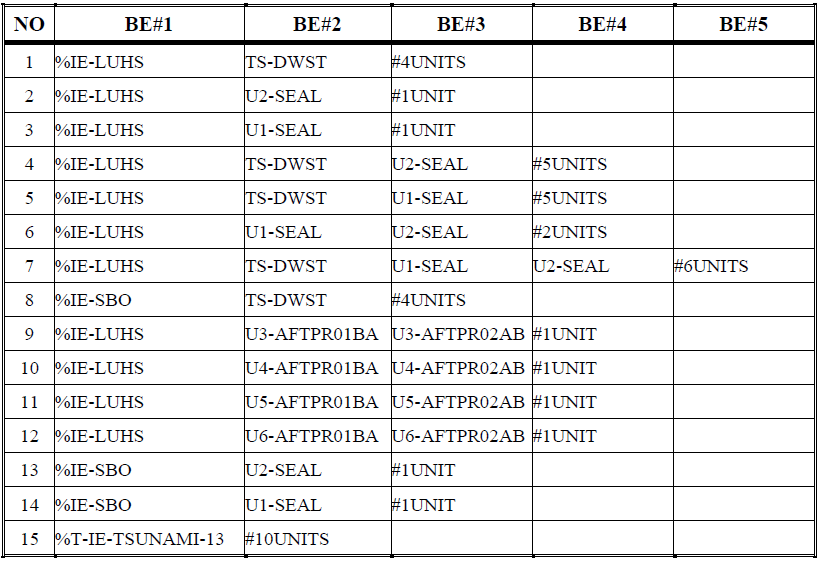 NO BE#1 BE#2 BE#3 BE#4 BE#5
1 %IE-LUHS TS-DWST #4UNITS
2 %IE-LUHS U2-SEAL #1UNIT
3 %IE-LUHS U1-SEAL #1UNIT
4 %IE-LUHS TS-DWST U2-SEAL #5UNITS
5 %IE-LUHS TS-DWST U1-SEAL #5UNITS
6 %IE-LUHS U1-SEAL U2-SEAL #2UNITS
7 %IE-LUHS TS-DWST U1-SEAL U2-SEAL #6UNITS
8 %IE-SBO TS-DWST #4UNITS
9 %IE-LUHS U3-AFTPR01BA U3-AFTPR02AB #1UNIT
10 %IE-LUHS U4-AFTPR01BA U4-AFTPR02AB #1UNIT
11 %IE-LUHS U5-AFTPR01BA U5-AFTPR02AB #1UNIT
12 %IE-LUHS U6-AFTPR01BA U6-AFTPR02AB #1UNIT
13 %IE-SBO U2-SEAL #1UNIT
14 %IE-SBO U1-SEAL #1UNIT
15 %T-IE-TSUNAMI-13 #10UNITS